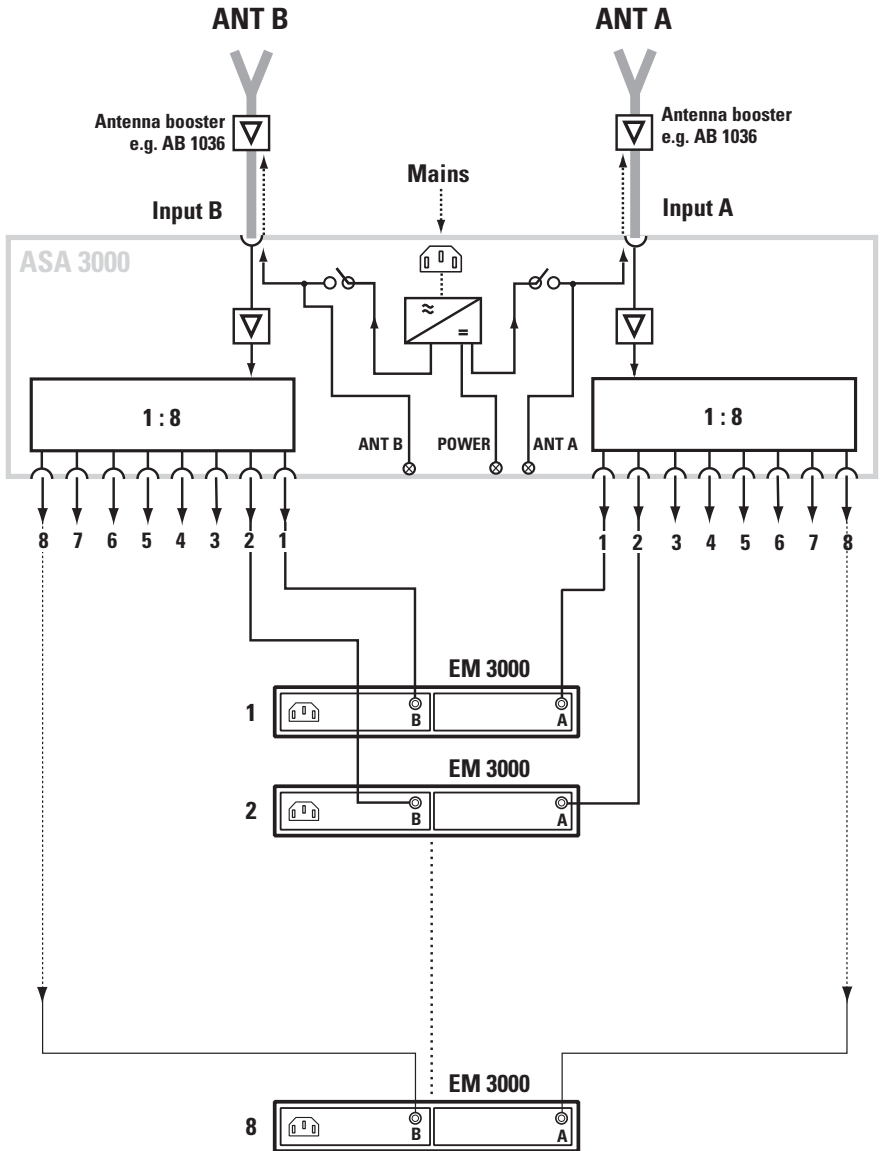 ANT B
ANT A
Antenna booster
e.g. AB 1036
Antenna booster
e.g. AB 1036
Mains
Input B
Input A
ASA 3000
≈
=
1 : 8
1 : 8
ANT B
POWER
ANT A
8 7 6 5 4 3 2 1
1 2 3 4 5 6 7 8
EM 3000
1
B
A
EM 3000
2
B
A
EM 3000
8
B
A